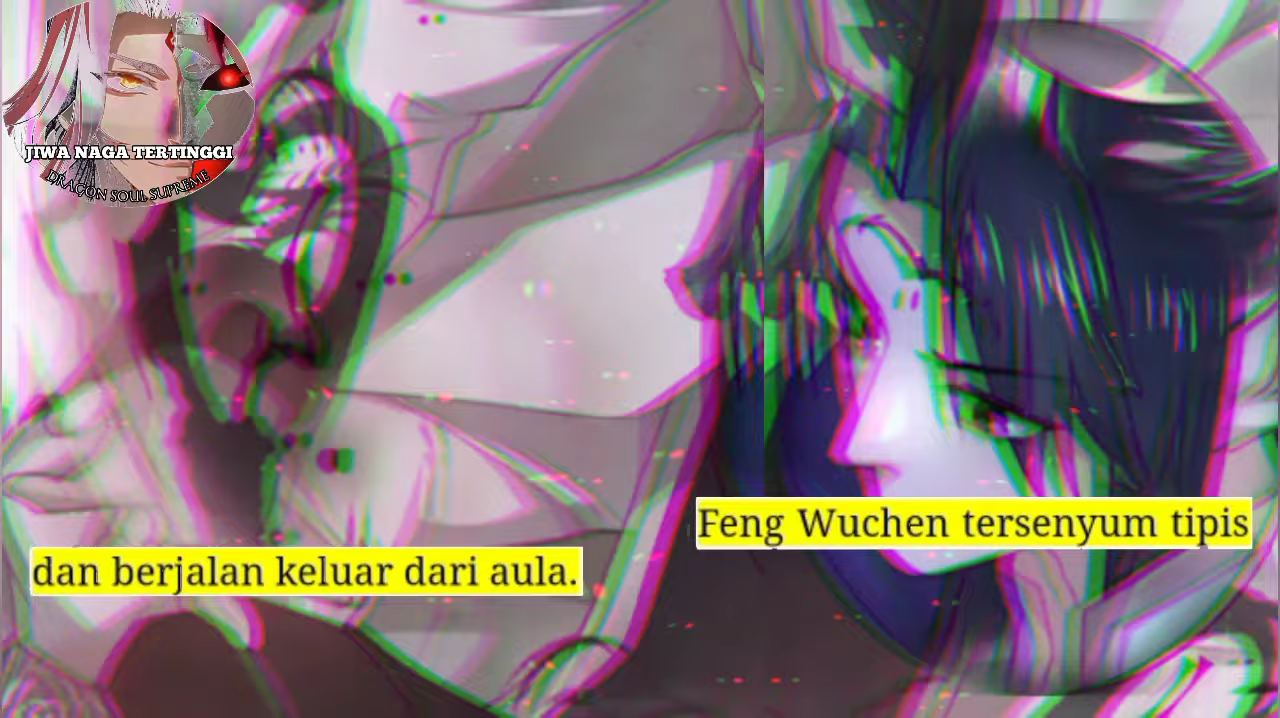 JIWA NAGA TERTINGGI
DRAGON SOUL SUPREME
Feng Wuchen tersenyum tipis
dan berjalan keluar dari aula.